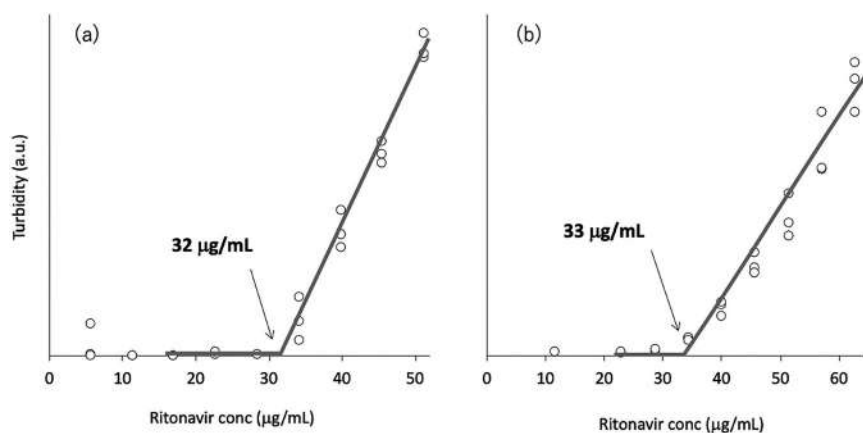 (a)
Turbidity (a.u.)
32 μg/mL
0 10 20 30 40 50
Ritonavir conc (μg/mL)
(b)
33 μg/mL
0 10 20 30 40 50 60
Ritonavir conc (μg/mL)